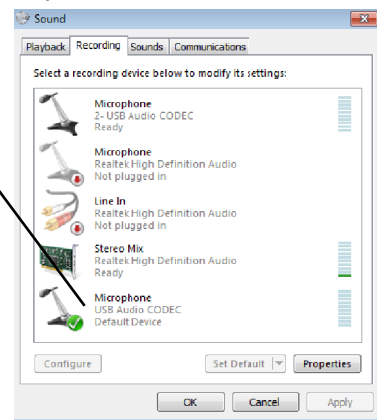 Sound
Playback Recording Sounds Communications
Select a recording device below to modify its settings:
Microphone
2- USB Audio CODEC
Ready
Microphone
Realtek High Definition Audio
Not plugged in
Line In
Realtek High Definition Audio
Not plugged in
Stereo Mix
Realtek High Definition Audio
Ready
Microphone
USB Audio CODEC
Default Device
Configure Set Default Properties
OK Cancel Apply